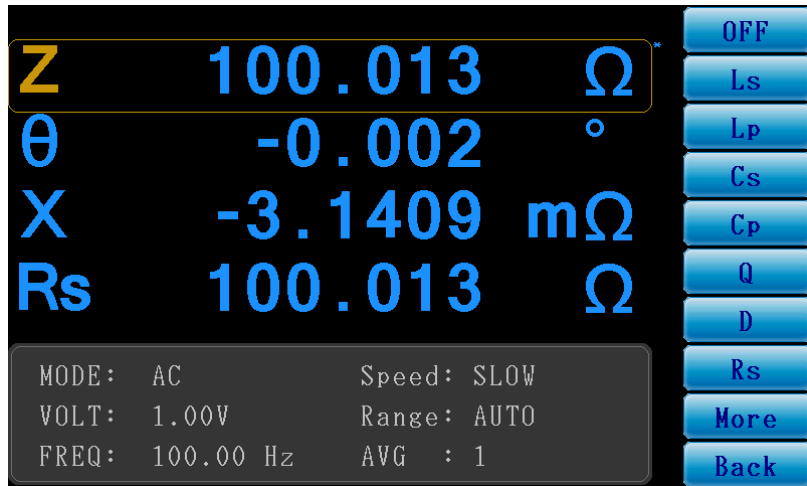 Z 100.013 Ω *
θ -0.002 °
X -3.1409 mΩ
Rs 100.013 Ω
MODE: AC Speed: SLOW
VOLT: 1.00V Range: AUTO
FREQ: 100.00 Hz AVG : 1
OFF
Ls
Lp
Cs
Cp
Q
D
Rs
More
Back